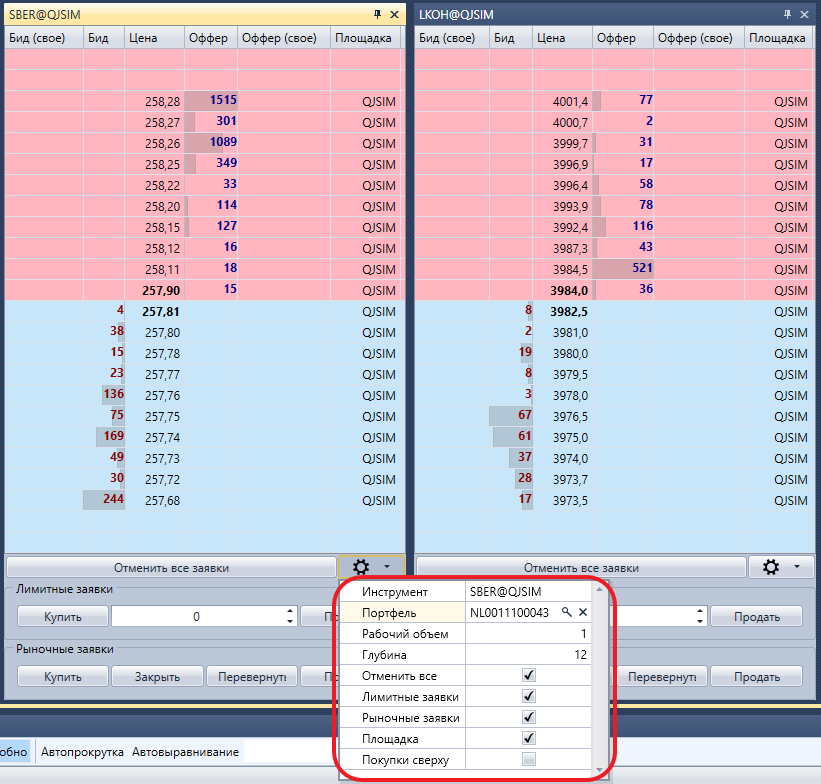 SBER@QJSIM
LKOH@QJSIM
Бид (свое) Бид Цена Оффер Оффер (свое) Площадка
Бид (свое) Бид Цена Оффер Оффер (свое) Площадка
258,28 1515 QJSIM 4001,4 77 QJSIM
258,27 301 QJSIM 4000,7 2 QJSIM
258,26 1089 QJSIM 3999,7 31 QJSIM
258,25 349 QJSIM 3996,9 17 QJSIM
258,22 33 QJSIM 3996,4 58 QJSIM
258,20 114 QJSIM 3993,9 78 QJSIM
258,15 127 QJSIM 3992,4 116 QJSIM
258,12 16 QJSIM 3987,3 43 QJSIM
258,11 18 QJSIM 3984,5 521 QJSIM
257,90 15 QJSIM 3984,0 36 QJSIM
4 257,81 QJSIM 8 3982,5 QJSIM
38 257,80 QJSIM 2 3981,0 QJSIM
15 257,78 QJSIM 19 3980,0 QJSIM
23 257,77 QJSIM 8 3979,5 QJSIM
136 257,76 QJSIM 3 3978,0 QJSIM
75 257,75 QJSIM 67 3976,5 QJSIM
169 257,74 QJSIM 61 3975,0 QJSIM
49 257,73 QJSIM 37 3974,0 QJSIM
30 257,72 QJSIM 28 3973,7 QJSIM
244 257,68 QJSIM 17 3973,5 QJSIM
Отменить все заявки
Отменить все заявки
Лимитные заявки
Купить 0 Продать
Рыночные заявки
Купить Закрыть Перевернуть
Перевернуть Продать
Инструмент SBER@QJSIM
Портфель NL0011100043
Рабочий объем 1
Глубина 12
Отменить все
Лимитные заявки
Рыночные заявки
Площадка
Покупки сверху
обно Автопрокрутка Автовыравнивание